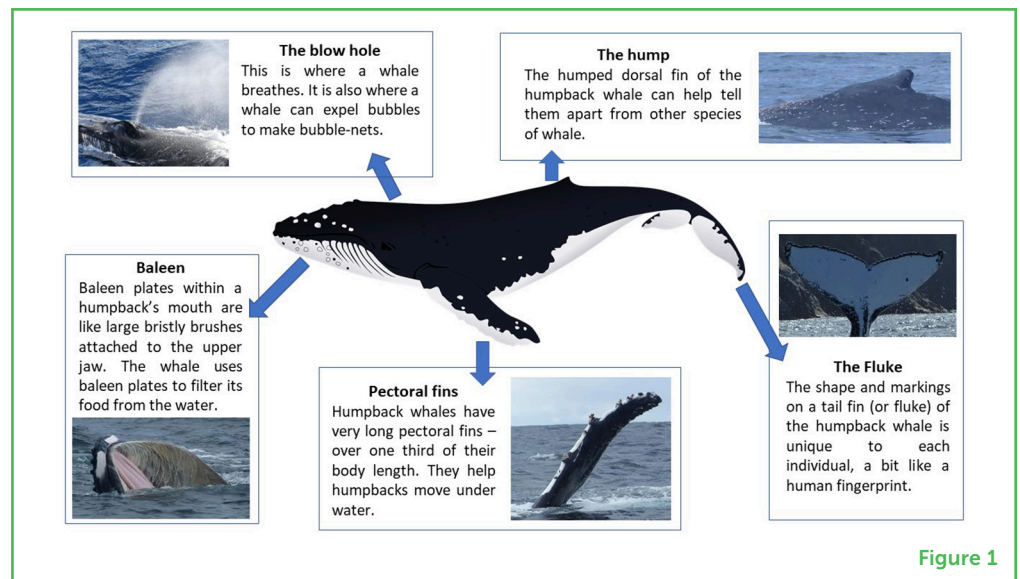 The blow hole
This is where a whale
breathes. It is also where a
whale can expel bubbles
to make bubble-nets.
The hump
The humped dorsal fin of the
humpback whale can help tell
them apart from other species
of whale.
Baleen
Baleen plates within a
humpback's mouth are
like large bristly brushes
attached to the upper
jaw. The whale uses
baleen plates to filter its
food from the water.
Pectoral fins
Humpback whales have
very long pectoral fins –
over one third of their
body length. They help
humpbacks move under
water.
The Fluke
The shape and markings
on a tail fin (or fluke) of
the humpback whale is
unique to each
individual, a bit like a
human fingerprint.
Figure 1